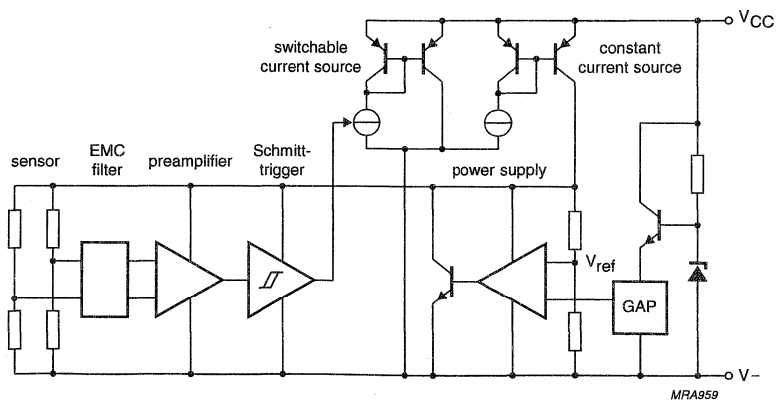 V_CC
switchable
current source
constant
current source
sensor
EMC
filter
preamplifier
Schmitt-
trigger
power supply
V_ref
GAP
V−
MRA959